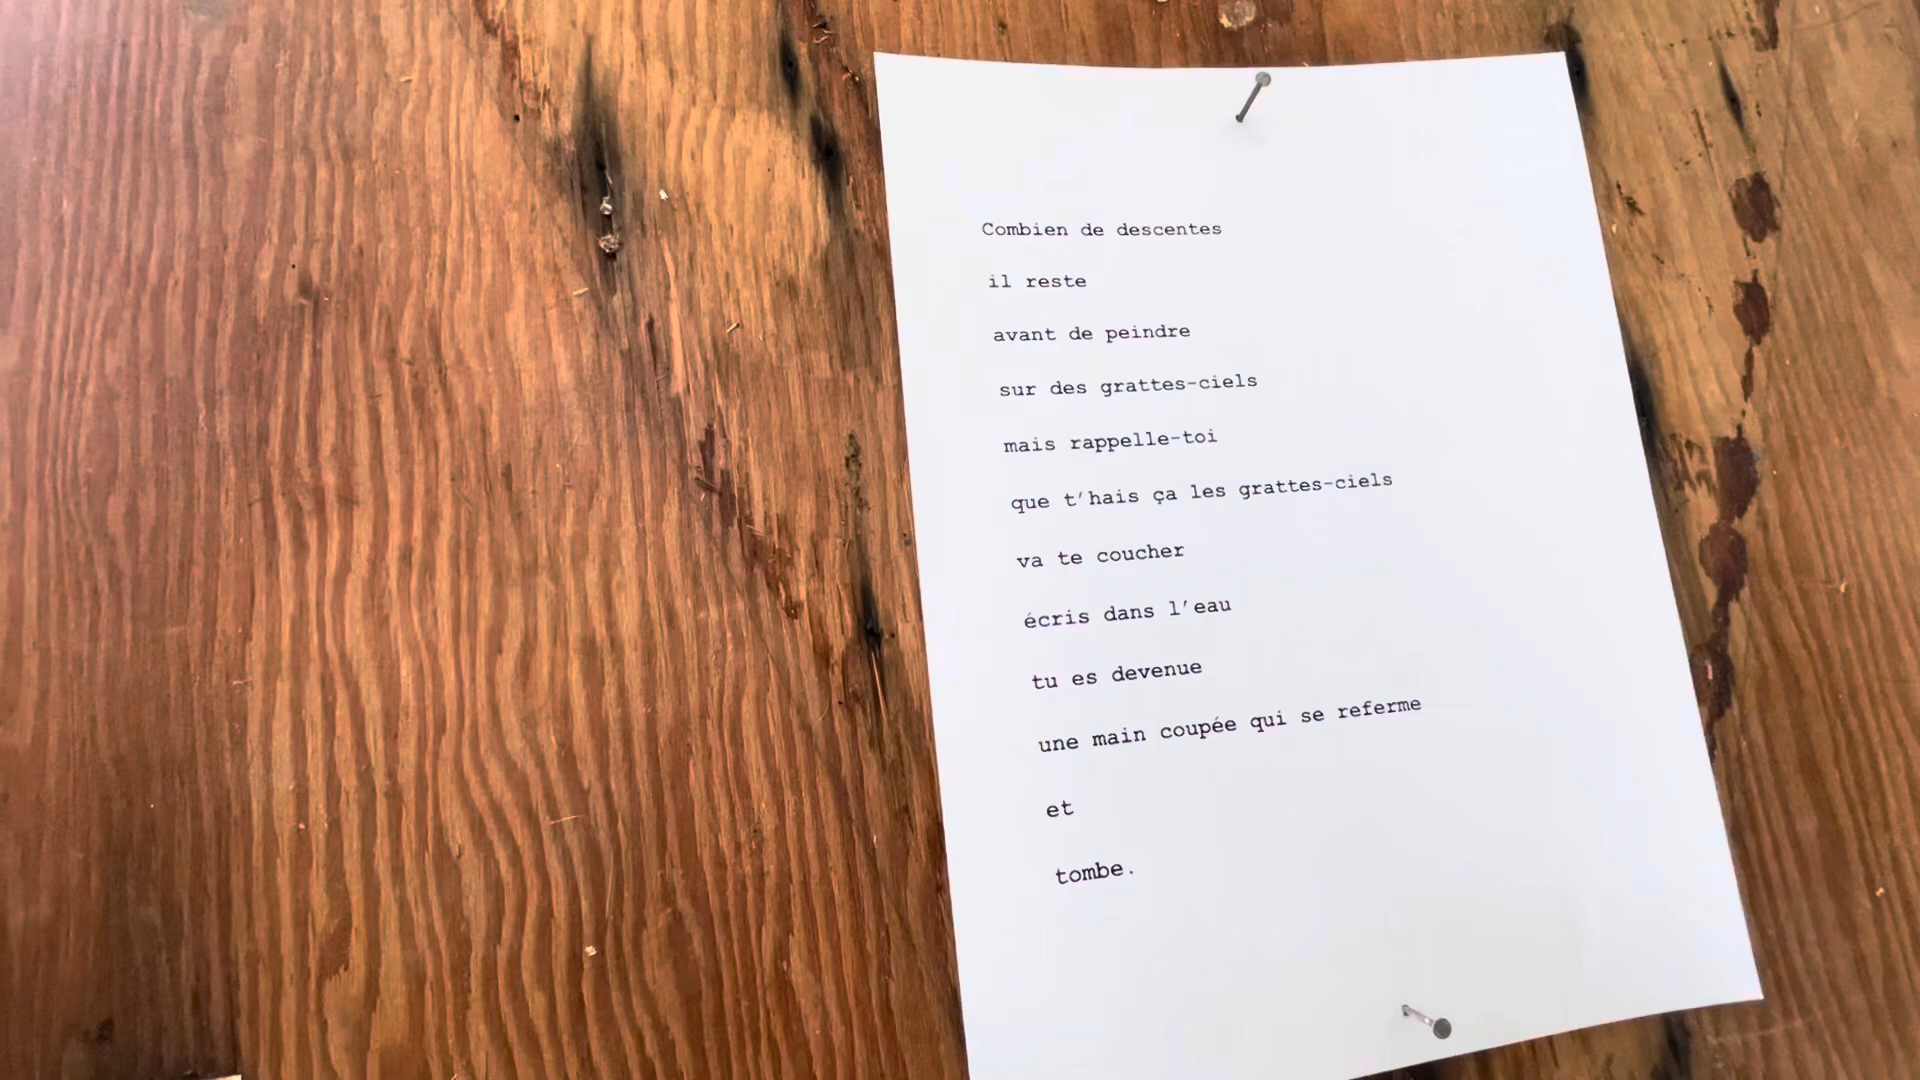 Combien de descentes
il reste
avant de peindre
sur des grattes-ciels
mais rappelle-toi
que t'hais ça les grattes-ciels
va te coucher
écris dans l'eau
tu es devenue
une main coupée qui se referme
et
tombe.